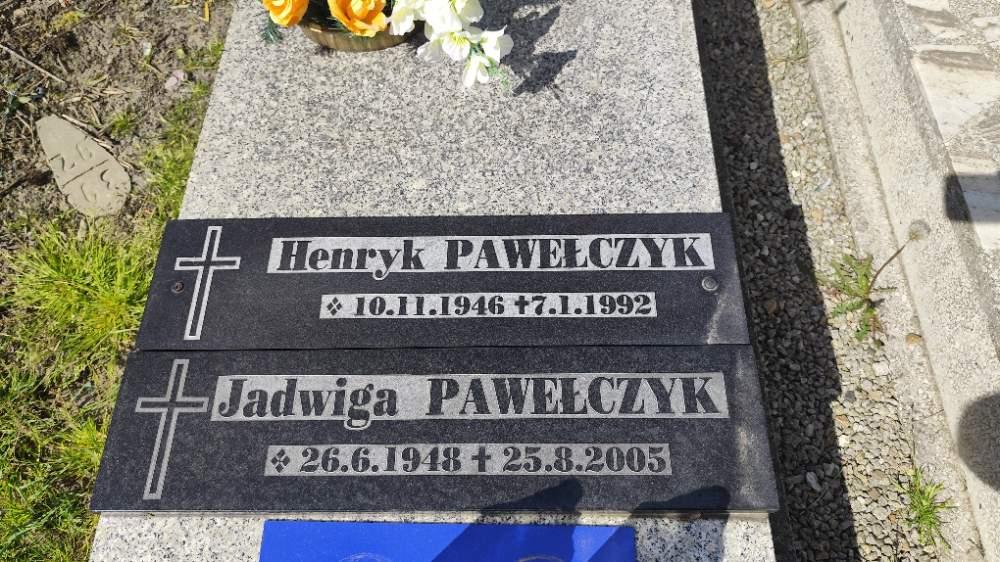 Henryk PAWEŁCZYK
❖ 10.11.1946 ✝7.1.1992
Jadwiga PAWEŁCZYK
❖ 26.6.1948 ✝ 25.8.2005